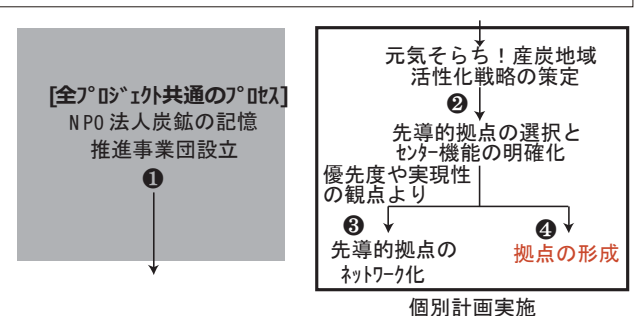 [全ﾌﾟﾛｼﾞｪｸﾄ共通のﾌﾟﾛｾｽ]
NPO法人炭鉱の記憶
推進事業団設立
❶
元気そらち！産炭地域
活性化戦略の策定
❷
先導的拠点の選択と
ｾﾝﾀｰ機能の明確化
優先度や実現性
の観点より
❸
先導的拠点の
ﾈｯﾄﾜｰｸ化
❹
拠点の形成
個別計画実施